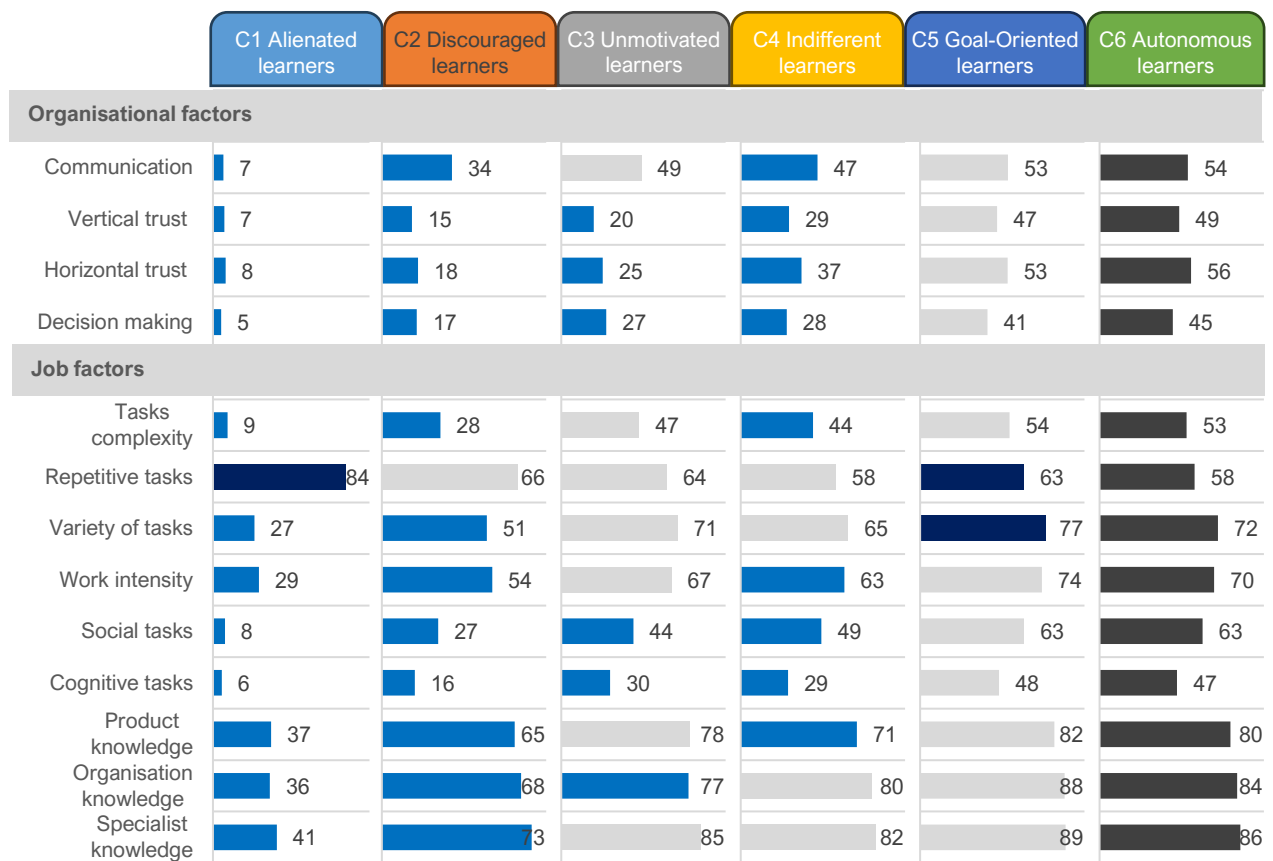 C1 Alienated learners C2 Discouraged learners C3 Unmotivated learners C4 Indifferent learners C5 Goal-Oriented learners C6 Autonomous learners
Organisational factors
Communication 7 34 49 47 53 54
Vertical trust 7 15 20 29 47 49
Horizontal trust 8 18 25 37 53 56
Decision making 5 17 27 28 41 45
Job factors
Tasks complexity 9 28 47 44 54 53
Repetitive tasks 84 66 64 58 63 58
Variety of tasks 27 51 71 65 77 72
Work intensity 29 54 67 63 74 70
Social tasks 8 27 44 49 63 63
Cognitive tasks 6 16 30 29 48 47
Product knowledge 37 65 78 71 82 80
Organisation knowledge 36 68 77 80 88 84
Specialist knowledge 41 73 85 82 89 86